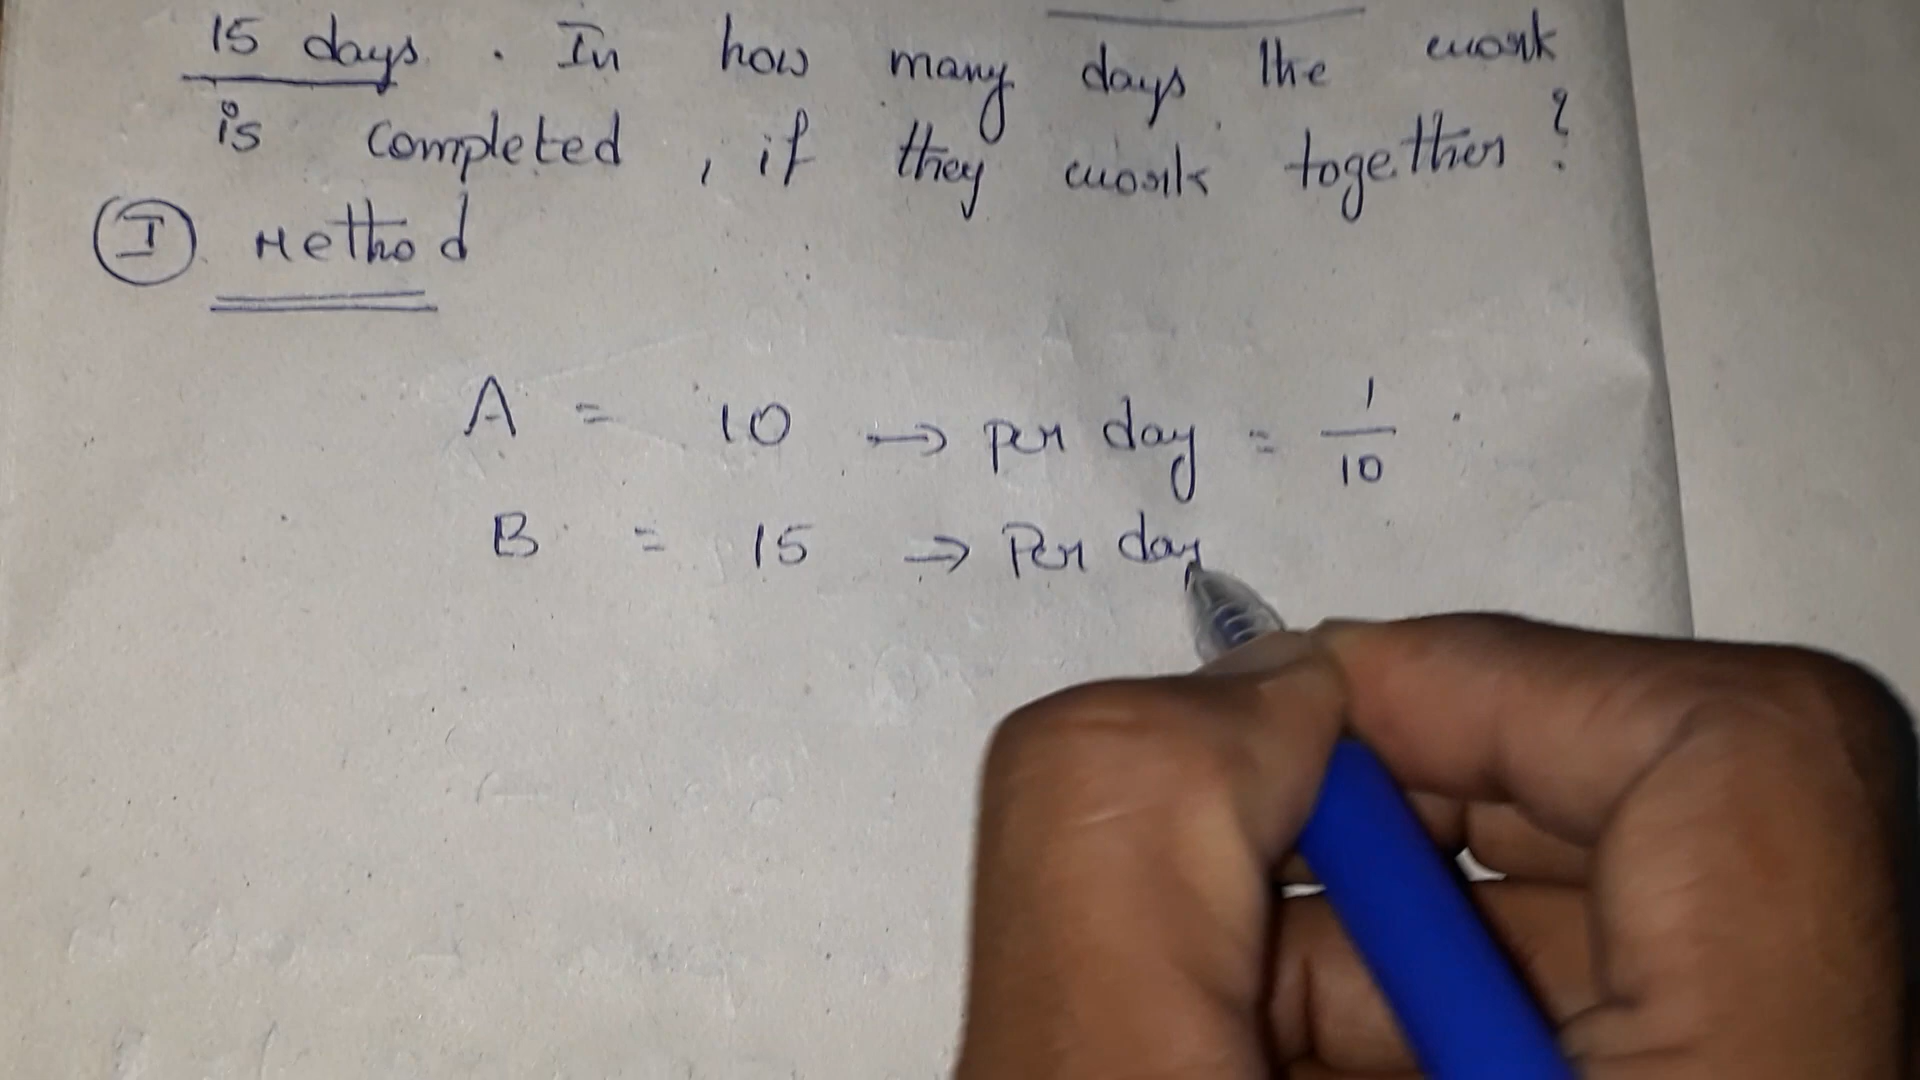 15 days. In how many days the work
is completed, if they work together?
I Method
A = 10 → per day = 1/10
B = 15 → Per day